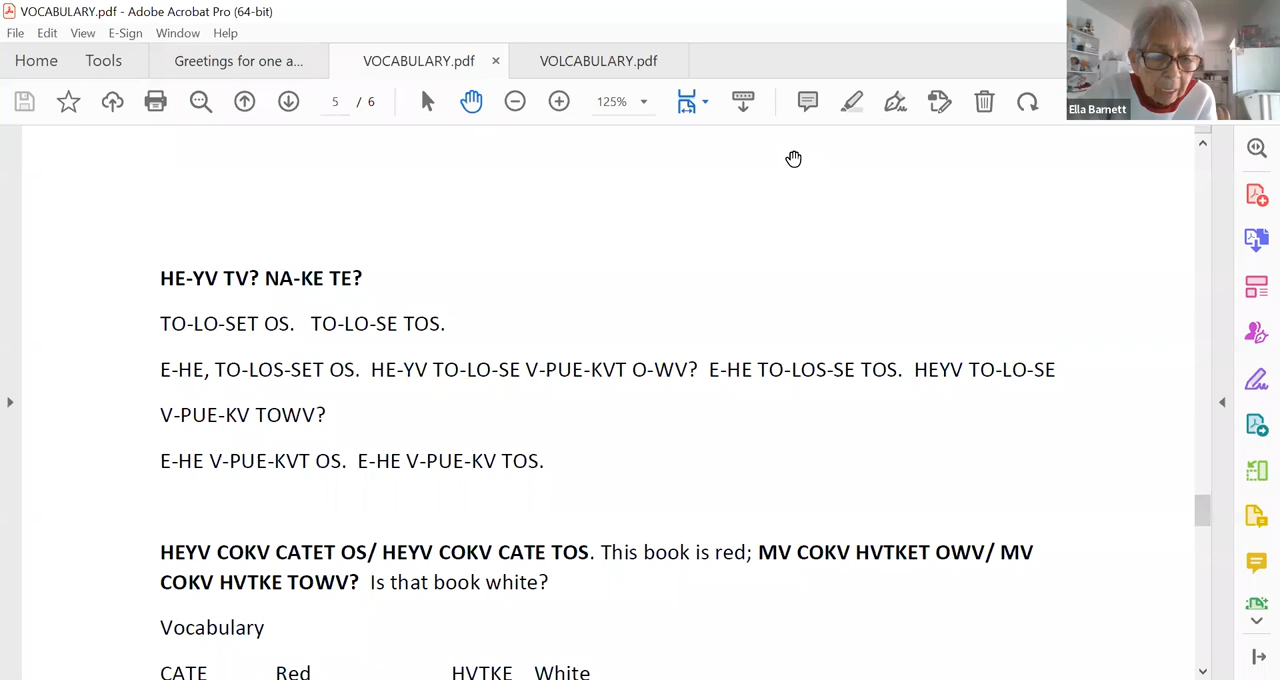 VOCABULARY.pdf - Adobe Acrobat Pro (64-bit)
File Edit View E-Sign Window Help
Home Tools Greetings for one a... VOCABULARY.pdf × VOLCABULARY.pdf
5 / 6 125%
Ella Barnett
HE-YV TV? NA-KE TE?
TO-LO-SET OS. TO-LO-SE TOS.
E-HE, TO-LOS-SET OS. HE-YV TO-LO-SE V-PUE-KVT O-WV? E-HE TO-LOS-SE TOS. HEYV TO-LO-SE
V-PUE-KV TOWV?
E-HE V-PUE-KVT OS. E-HE V-PUE-KV TOS.
HEYV COKV CATET OS/ HEYV COKV CATE TOS. This book is red; MV COKV HVTKET OWV/ MV
COKV HVTKE TOWV? Is that book white?
Vocabulary
CATE Red HVTKE White